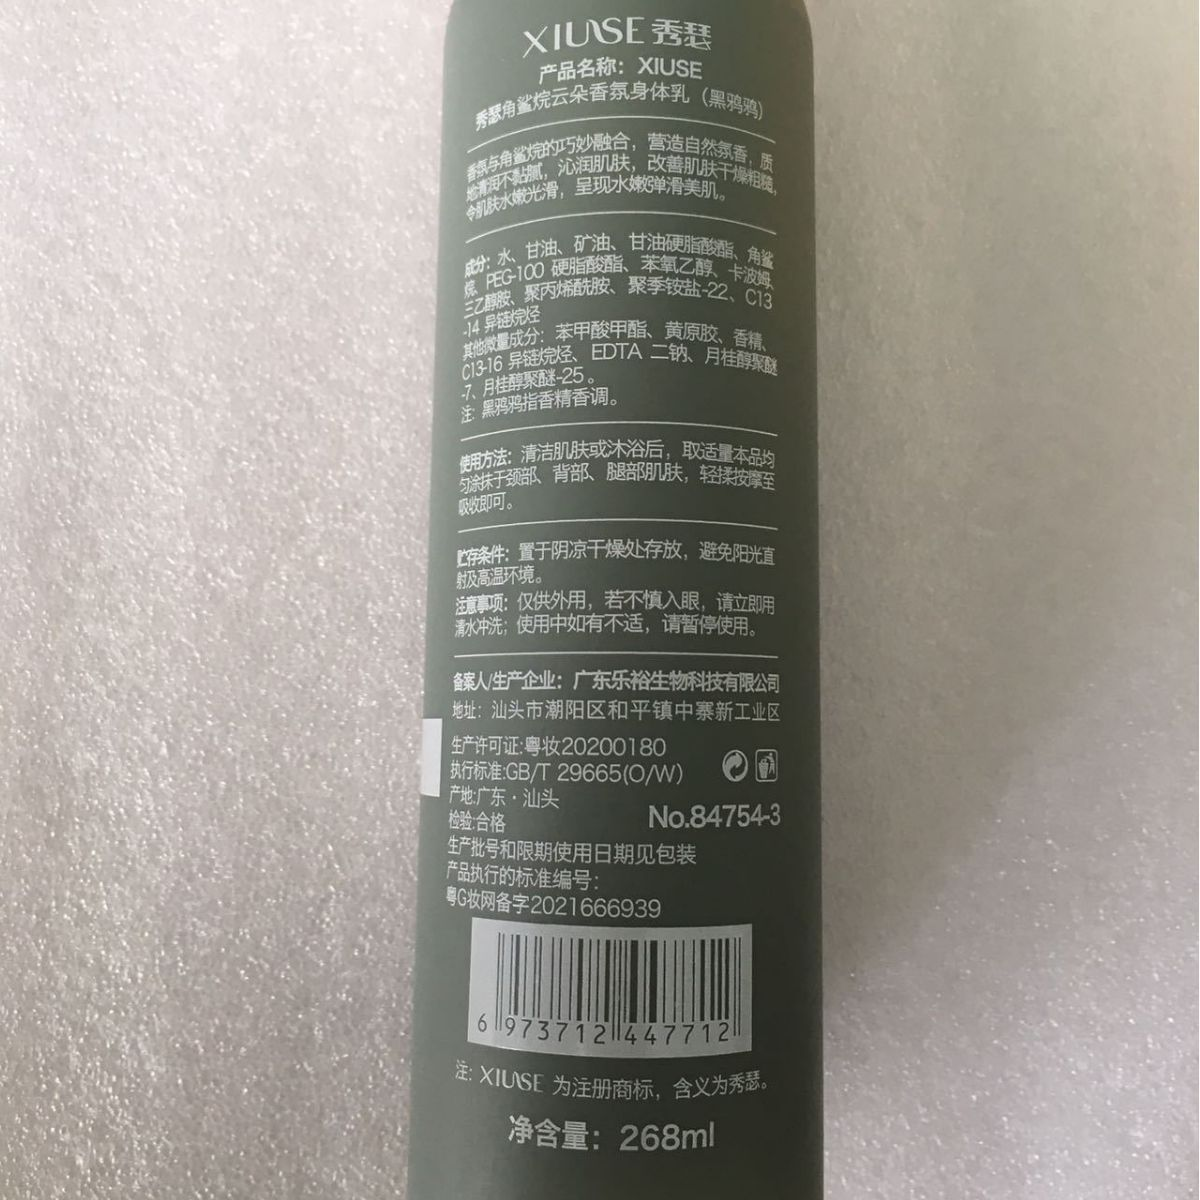 XIUSE 秀瑟
产品名称：XIUSE
秀瑟角鲨烷云朵香氛身体乳（黑鸦鸦）
香氛与角鲨烷的巧妙融合，营造自然氛香，质
地清润不黏腻，沁润肌肤，改善肌肤干燥粗糙，
令肌肤水嫩光滑，呈现水嫩弹滑美肌。
成分：水、甘油、矿油、甘油硬脂酸酯、角鲨
烷、PEG-100 硬脂酸酯、苯氧乙醇、卡波姆、
三乙醇胺、聚丙烯酰胺、聚季铵盐-22、C13
-14 异链烷烃
其他微量成分：苯甲酸甲酯、黄原胶、香精、
C13-16 异链烷烃、EDTA 二钠、月桂醇聚醚
-7、月桂醇聚醚-25。
注：黑鸦鸦指香精香调。
使用方法：清洁肌肤或沐浴后，取适量本品均
匀涂抹于颈部、背部、腿部肌肤，轻揉按摩至
吸收即可。
贮存条件：置于阴凉干燥处存放，避免阳光直
射及高温环境。
注意事项：仅供外用，若不慎入眼，请立即用
清水冲洗；使用中如有不适，请暂停使用。
备案人/生产企业：广东乐裕生物科技有限公司
地址：汕头市潮阳区和平镇中寨新工业区
生产许可证:粤妆20200180
执行标准:GB/T 29665(O/W)
产地:广东·汕头
检验:合格
No.84754-3
生产批号和限期使用日期见包装
产品执行的标准编号：
粤G妆网备字2021666939
6 973712 447712
注: XIUSE 为注册商标，含义为秀瑟。
净含量：268ml